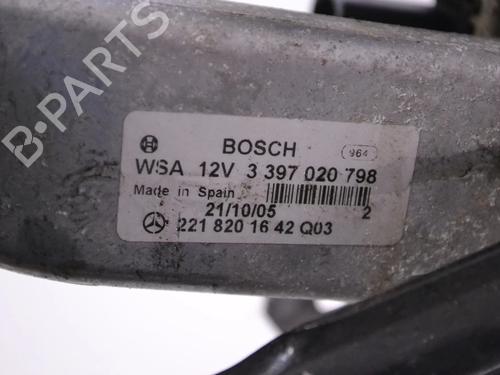 BOSCH 964
WSA 12V 3 397 020 798
Made in Spain
21/10/05 2
221 820 16 42 Q03
B-Parts